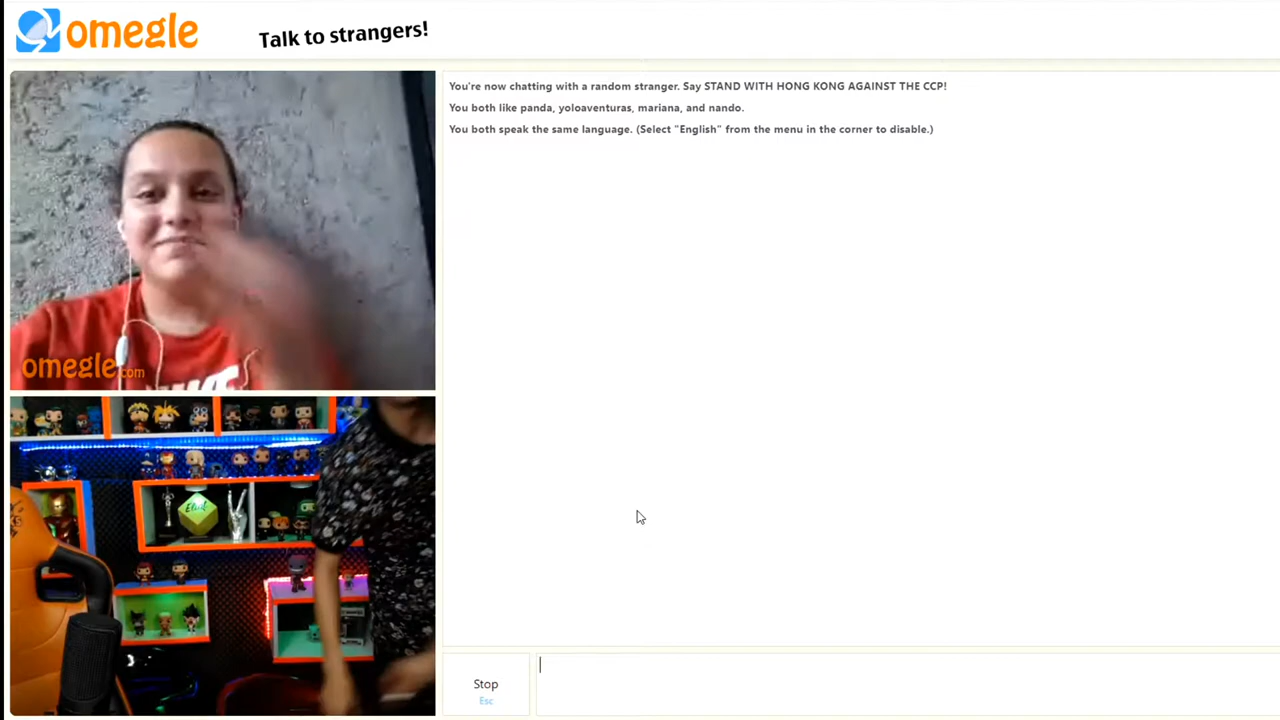 omegle
Talk to strangers!
You're now chatting with a random stranger. Say STAND WITH HONG KONG AGAINST THE CCP!
You both like panda, yoloaventuras, mariana, and nando.
You both speak the same language. (Select "English" from the menu in the corner to disable.)
omegle.com
Stop
Esc